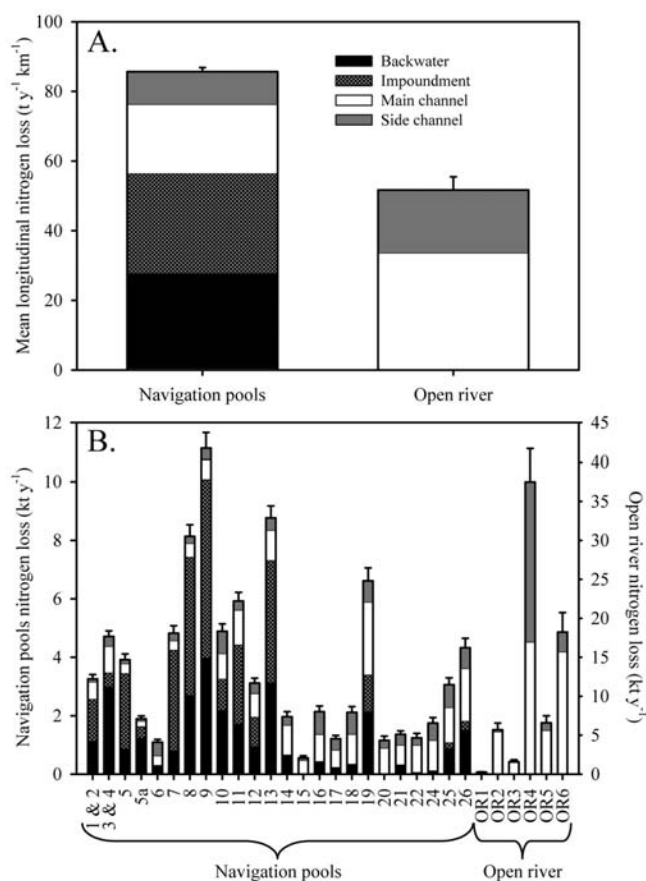 A.
Mean longitudinal nitrogen loss (t y⁻¹ km⁻¹)
100
80
60
40
20
0
Backwater
Impoundment
Main channel
Side channel
Navigation pools
Open river
B.
Navigation pools nitrogen loss (kt y⁻¹)
12
10
8
6
4
2
0
45
40
35
30
25
20
15
10
5
0
Open river nitrogen loss (kt y⁻¹)
1 & 2
3 & 4
5
5a
6
7
8
9
10
11
12
13
14
15
16
17
18
19
20
21
22
24
25
26
OR1
OR2
OR3
OR4
OR5
OR6
Navigation pools
Open river